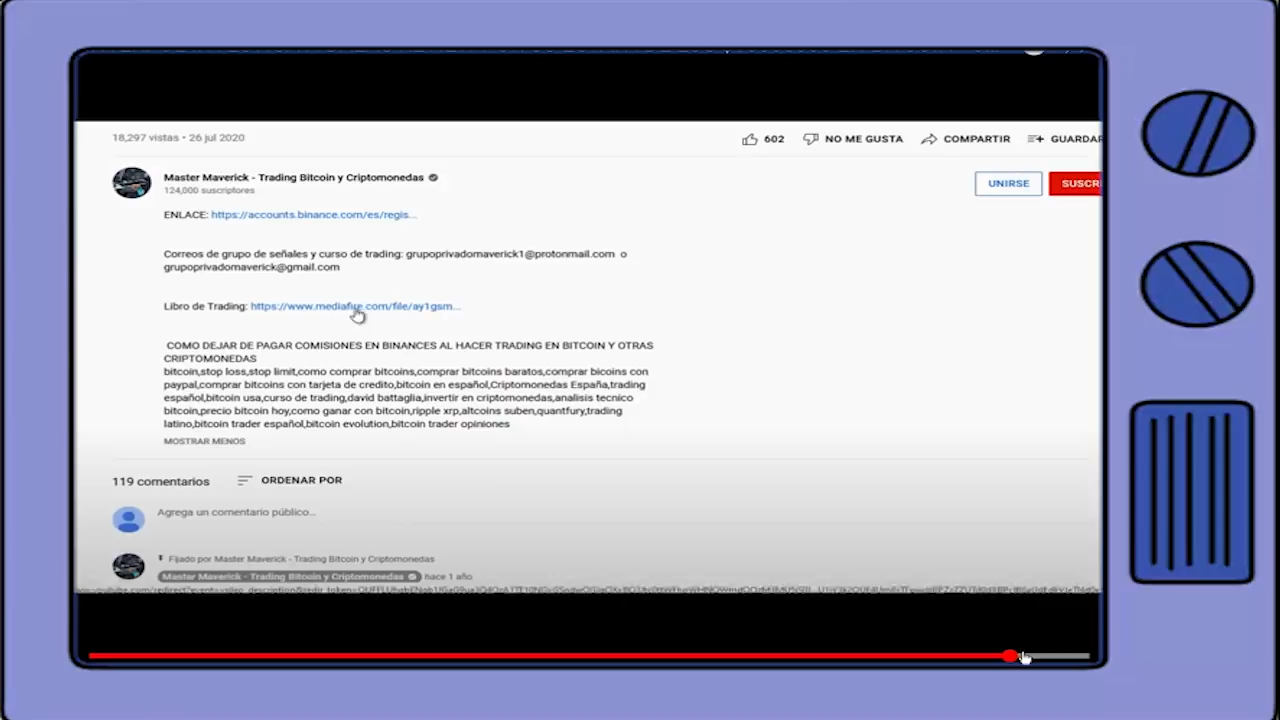 18,297 vistas • 26 jul 2020
602 NO ME GUSTA COMPARTIR GUARDAR
Master Maverick - Trading Bitcoin y Criptomonedas
124,000 suscriptores
UNIRSE SUSCR
ENLACE: https://accounts.binance.com/es/regis...
Correos de grupo de señales y curso de trading: grupoprivadomaverick1@protonmail.com o
grupoprivadomaverick@gmail.com
Libro de Trading: https://www.mediafire.com/file/ay1gsm...
COMO DEJAR DE PAGAR COMISIONES EN BINANCES AL HACER TRADING EN BITCOIN Y OTRAS
CRIPTOMONEDAS
bitcoin,stop loss,stop limit,como comprar bitcoins,comprar bitcoins baratos,comprar bicoins con
paypal,comprar bitcoins con tarjeta de credito,bitcoin en español,Criptomonedas España,trading
español,bitcoin usa,curso de trading,david battaglia,invertir en criptomonedas,analisis tecnico
bitcoin,precio bitcoin hoy,como ganar con bitcoin,ripple xrp,altcoins suben,quantfury,trading
latino,bitcoin trader español,bitcoin evolution,bitcoin trader opiniones
MOSTRAR MENOS
119 comentarios ORDENAR POR
Agrega un comentario público...
Fijado por Master Maverick - Trading Bitcoin y Criptomonedas
Master Maverick - Trading Bitcoin y Criptomonedas hace 1 año